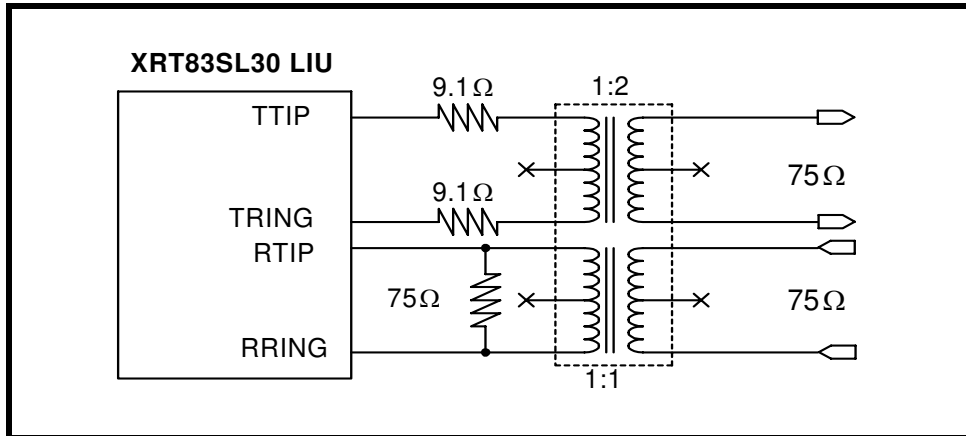 XRT83SL30 LIU
9.1Ω
1:2
TTIP
75Ω
9.1Ω
TRING
RTIP
75Ω
75Ω
RRING
1:1